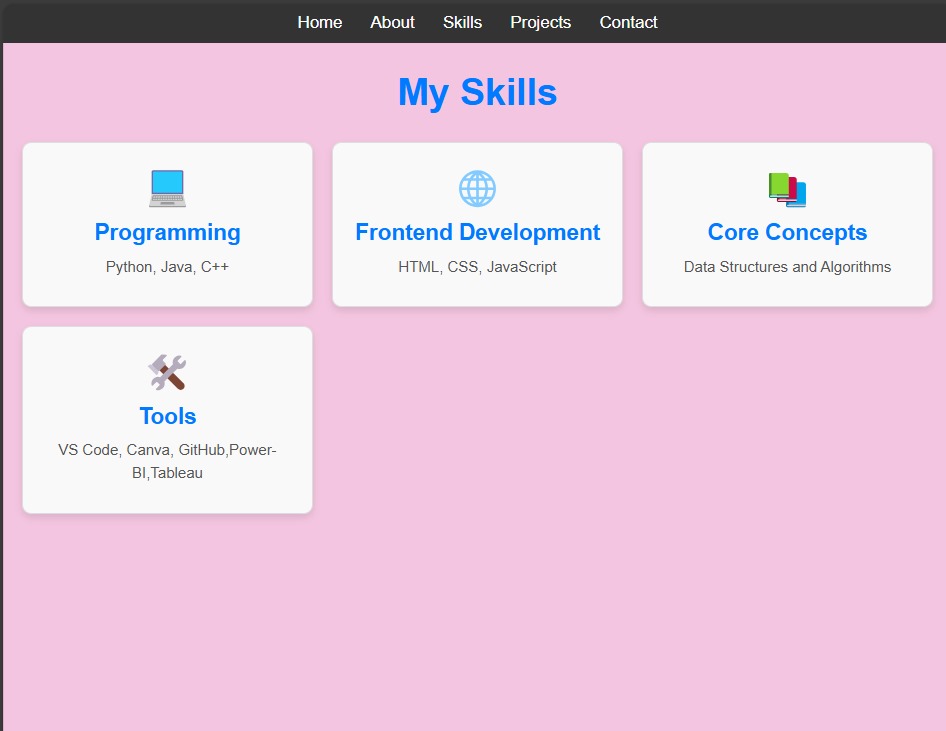 Home About Skills Projects Contact
My Skills
Programming
Python, Java, C++
Frontend Development
HTML, CSS, JavaScript
Core Concepts
Data Structures and Algorithms
Tools
VS Code, Canva, GitHub,Power-
BI,Tableau